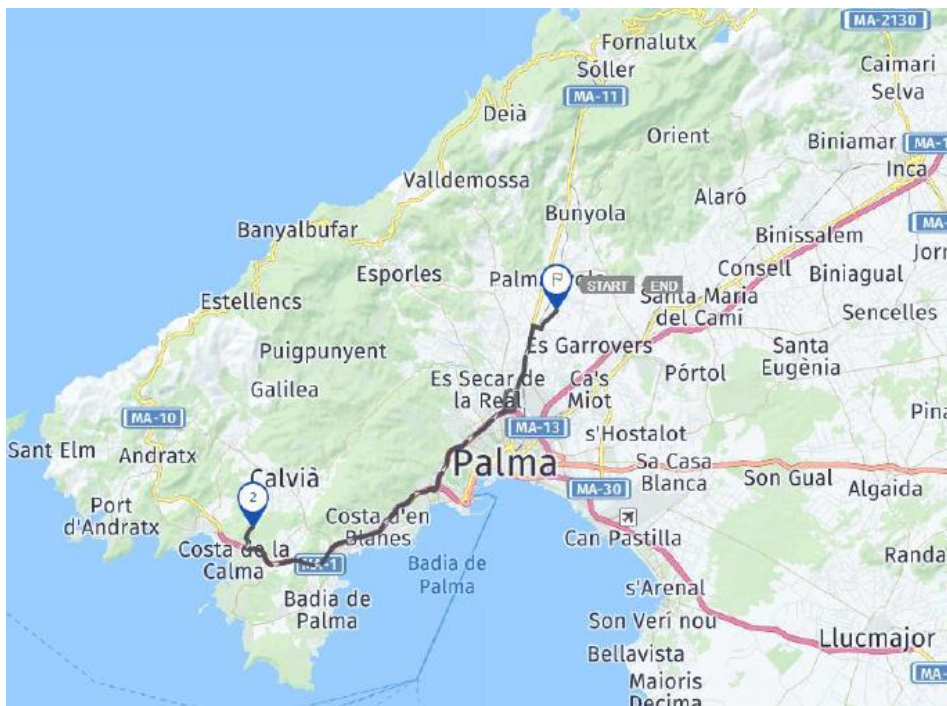 MA-2130
Fornalutx
Sóller
Caimari
Selva
MA-11
Deià
Orient
Biniamar
Inca
Valldemossa
Alaró
Bunyola
Banyalbufar
Binissalem
Esporles
Consell
Biniagual
START
END
Estellencs
Santa Maria
del Camí
Sencelles
Puigpunyent
Es Garrovers
Santa
Eugènia
Galilea
Es Secar de
la Real
Ca's
Miot
Pórtol
MA-10
MA-13
s'Hostalot
Sant Elm
Andratx
Palma
Sa Casa
Blanca
Son Gual
Algaida
Calvià
2
MA-30
Port
d'Andratx
Costa d'en
Blanes
Can Pastilla
Costa de la
Calma
MA-1
Badia de
Palma
Randa
s'Arenal
Badia de
Palma
Son Verí nou
Llucmajor
Bellavista
Maioris
Decima